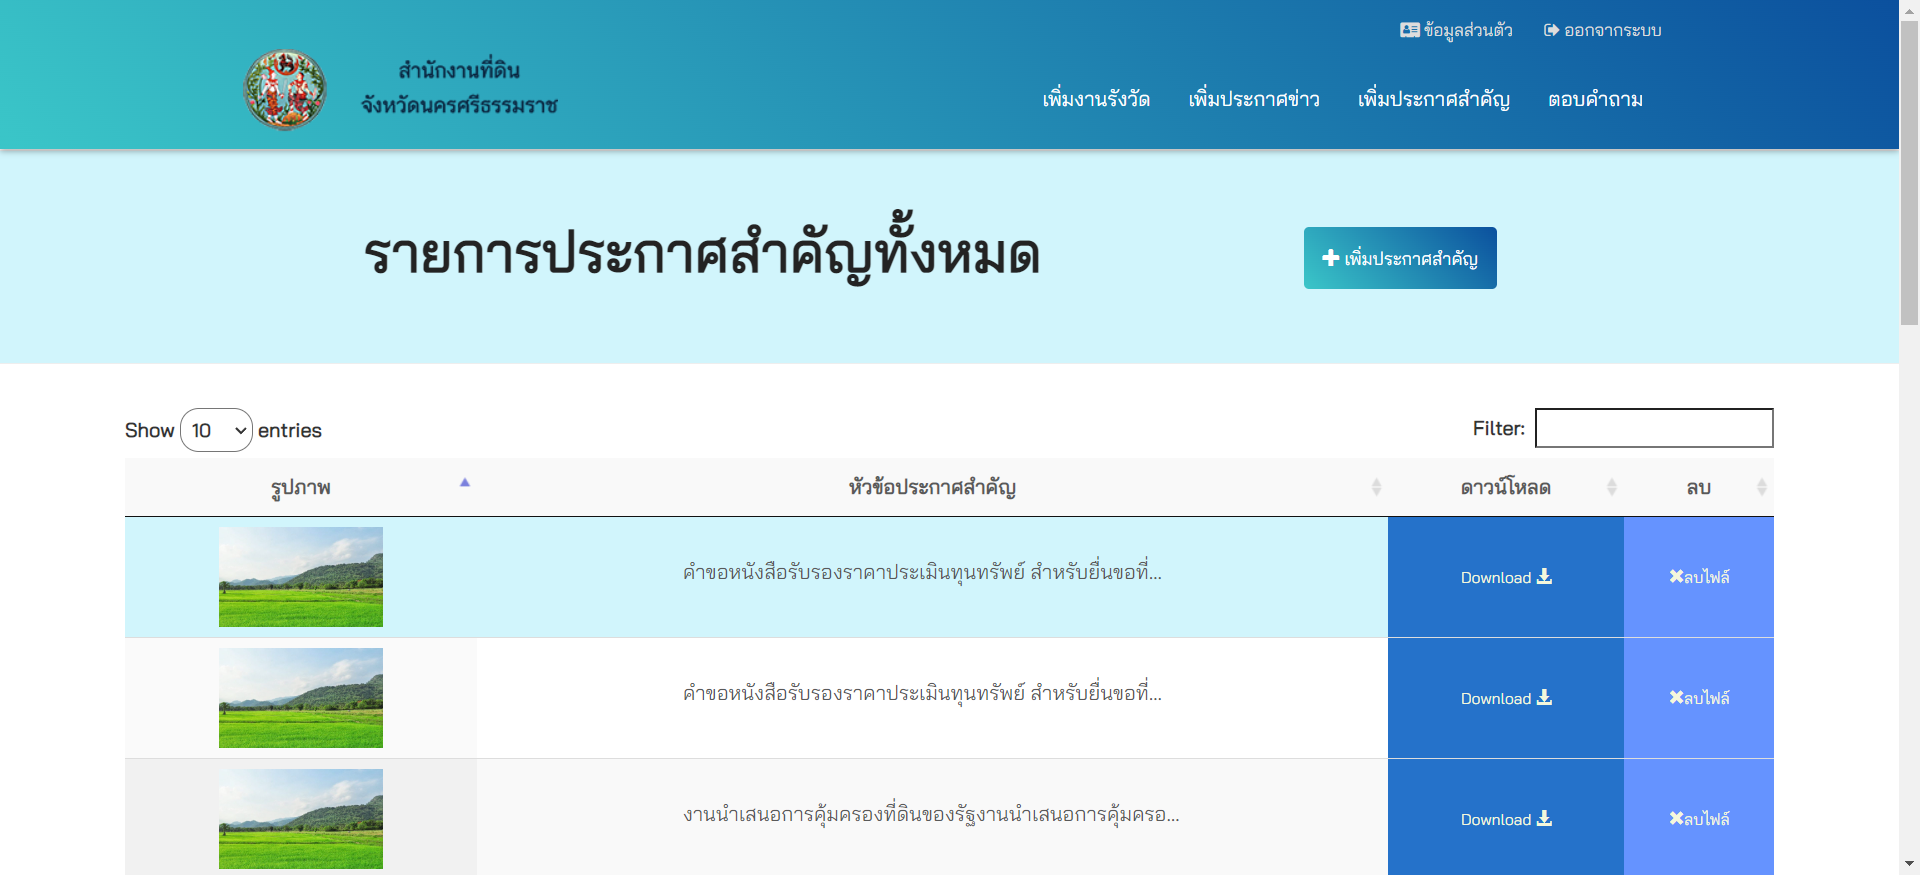 ข้อมูลส่วนตัว ออกจากระบบ
สำนักงานที่ดิน
จังหวัดนครศรีธรรมราช
เพิ่มงานรังวัด เพิ่มประกาศข่าว เพิ่มประกาศสำคัญ ตอบคำถาม
รายการประกาศสำคัญทั้งหมด
เพิ่มประกาศสำคัญ
Show 10 entries
Filter:
รูปภาพ หัวข้อประกาศสำคัญ ดาวน์โหลด ลบ
คำขอหนังสือรับรองราคาประเมินทุนทรัพย์ สำหรับยื่นขอที่... Download ลบไฟล์
คำขอหนังสือรับรองราคาประเมินทุนทรัพย์ สำหรับยื่นขอที่... Download ลบไฟล์
งานนำเสนอการคุ้มครองที่ดินของรัฐงานนำเสนอการคุ้มครอ... Download ลบไฟล์